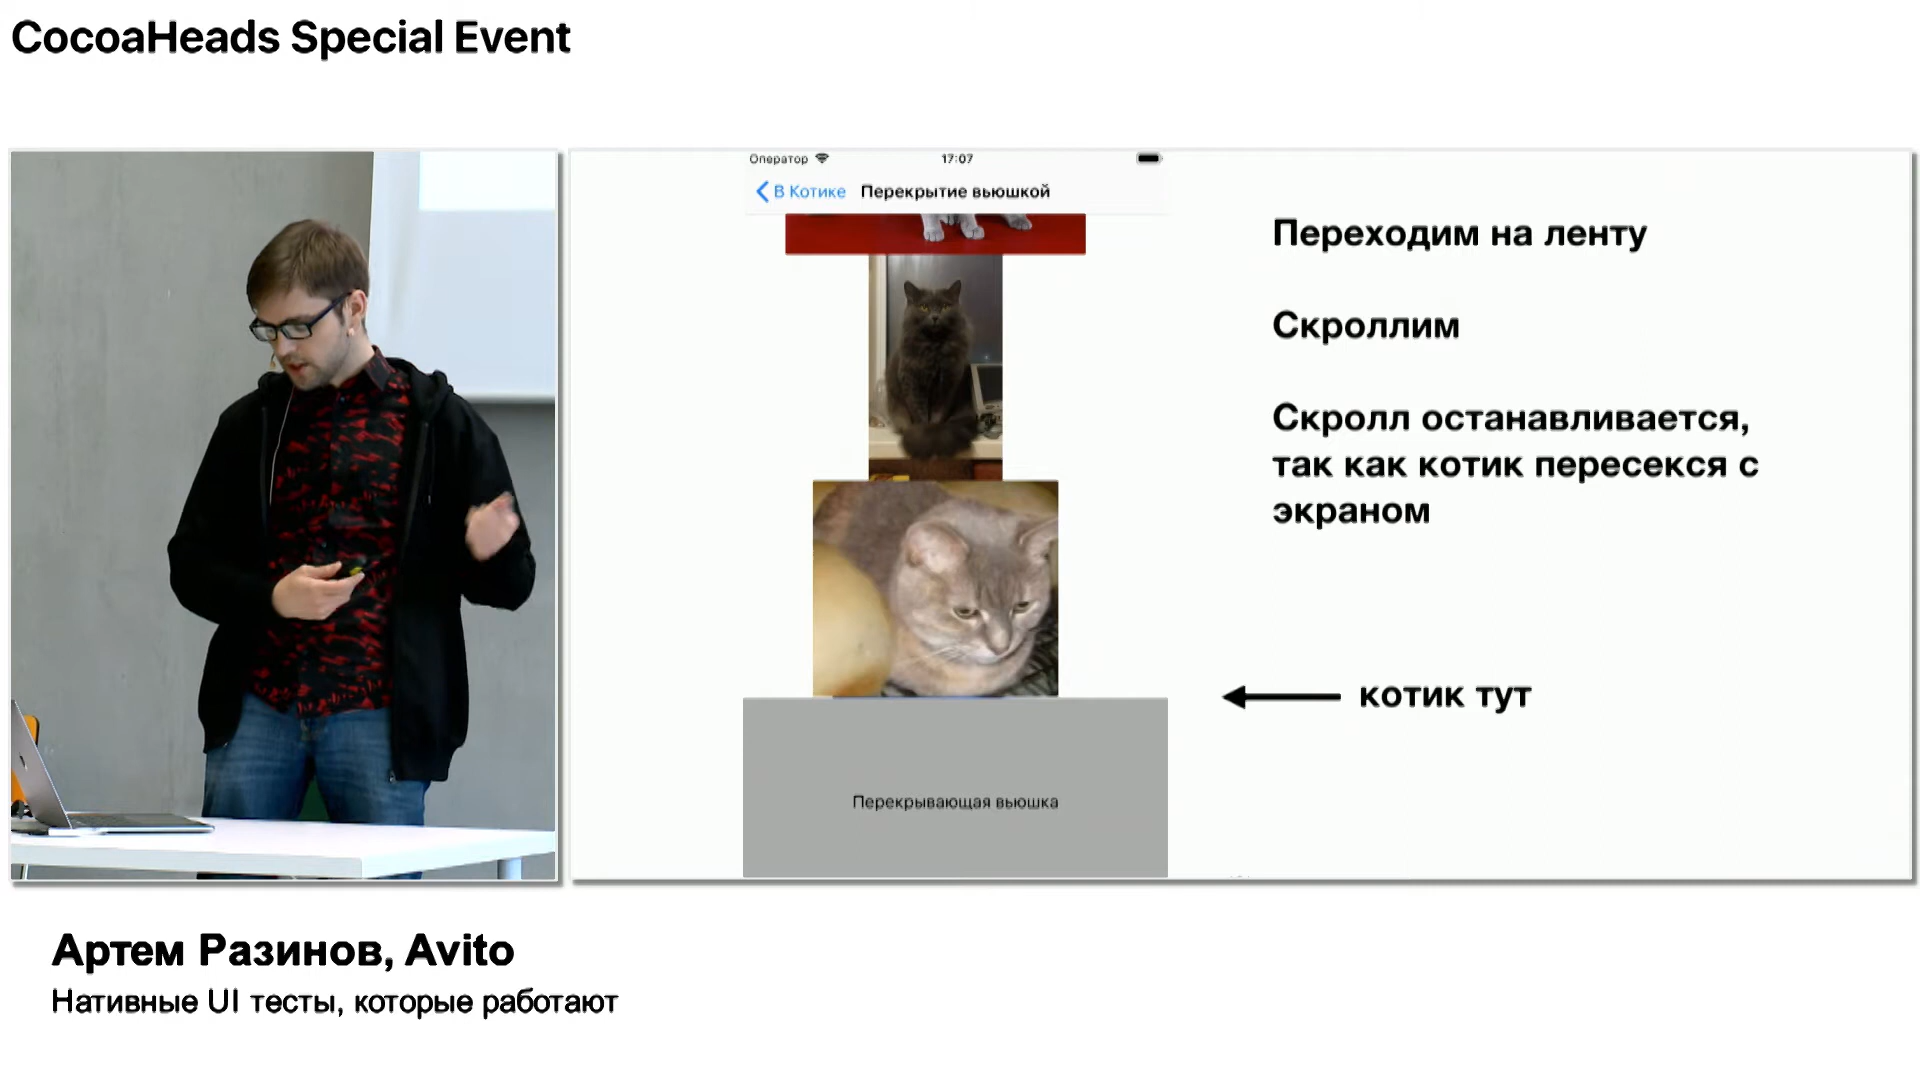 CocoaHeads Special Event
Оператор 17:07
В Котике Перекрытие вьюшкой
Переходим на ленту
Скроллим
Скролл останавливается,
так как котик пересекся с
экраном
котик тут
Перекрывающая вьюшка
Артем Разинов, Avito
Нативные UI тесты, которые работают